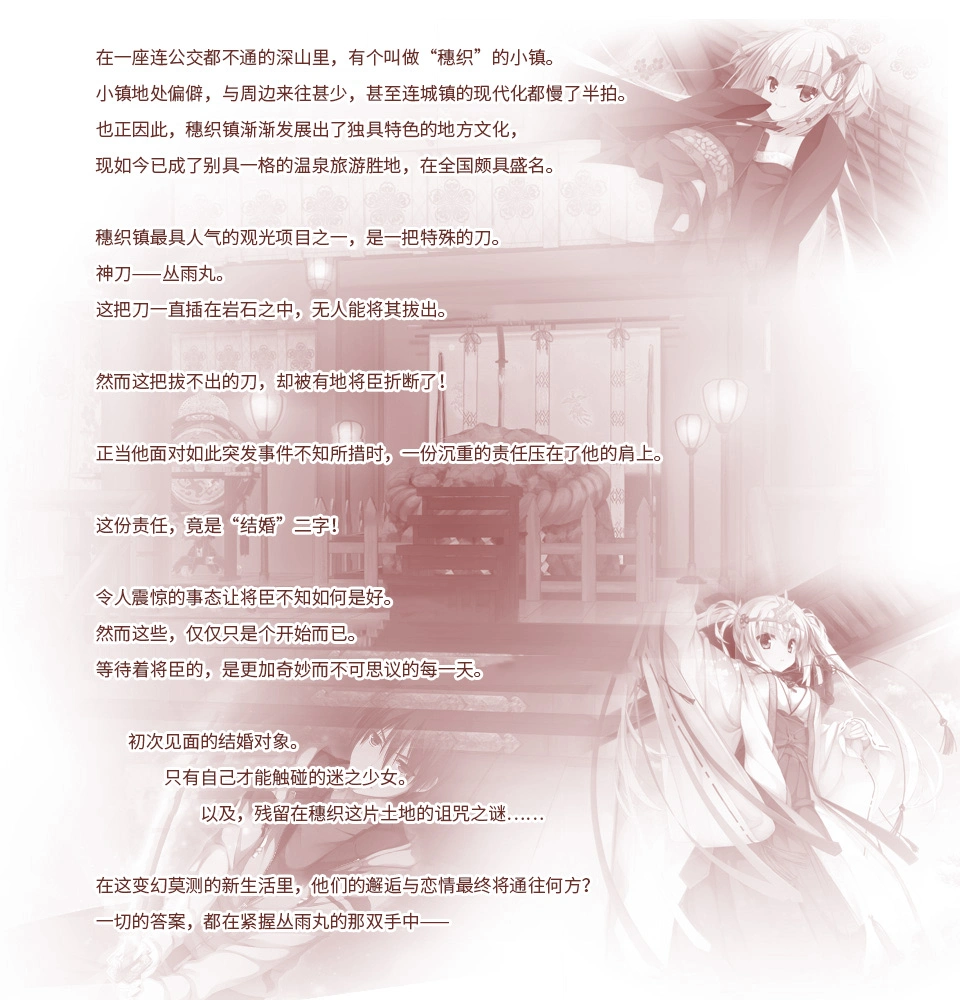 在一座连公交都不通的深山里，有个叫做“穗织”的小镇。
小镇地处偏僻，与周边来往甚少，甚至连城镇的现代化都慢了半拍。
也正因此，穗织镇渐渐发展出了独具特色的地方文化，
现如今已成了别具一格的温泉旅游胜地，在全国颇具盛名。
穗织镇最具人气的观光项目之一，是一把特殊的刀。
神刀——丛雨丸。
这把刀一直插在岩石之中，无人能将其拔出。
然而这把拔不出的刀，却被有地将臣折断了！
正当他面对如此突发事件不知所措时，一份沉重的责任压在了他的肩上。
这份责任，竟是“结婚”二字！
令人震惊的事态让将臣不知如何是好。
然而这些，仅仅只是个开始而已。
等待着将臣的，是更加奇妙而不可思议的每一天。
初次见面的结婚对象。
只有自己才能触碰的迷之少女。
以及，残留在穗织这片土地的诅咒之谜……
在这变幻莫测的新生活里，他们的邂逅与恋情最终将通往何方？
一切的答案，都在紧握丛雨丸的那双手中——